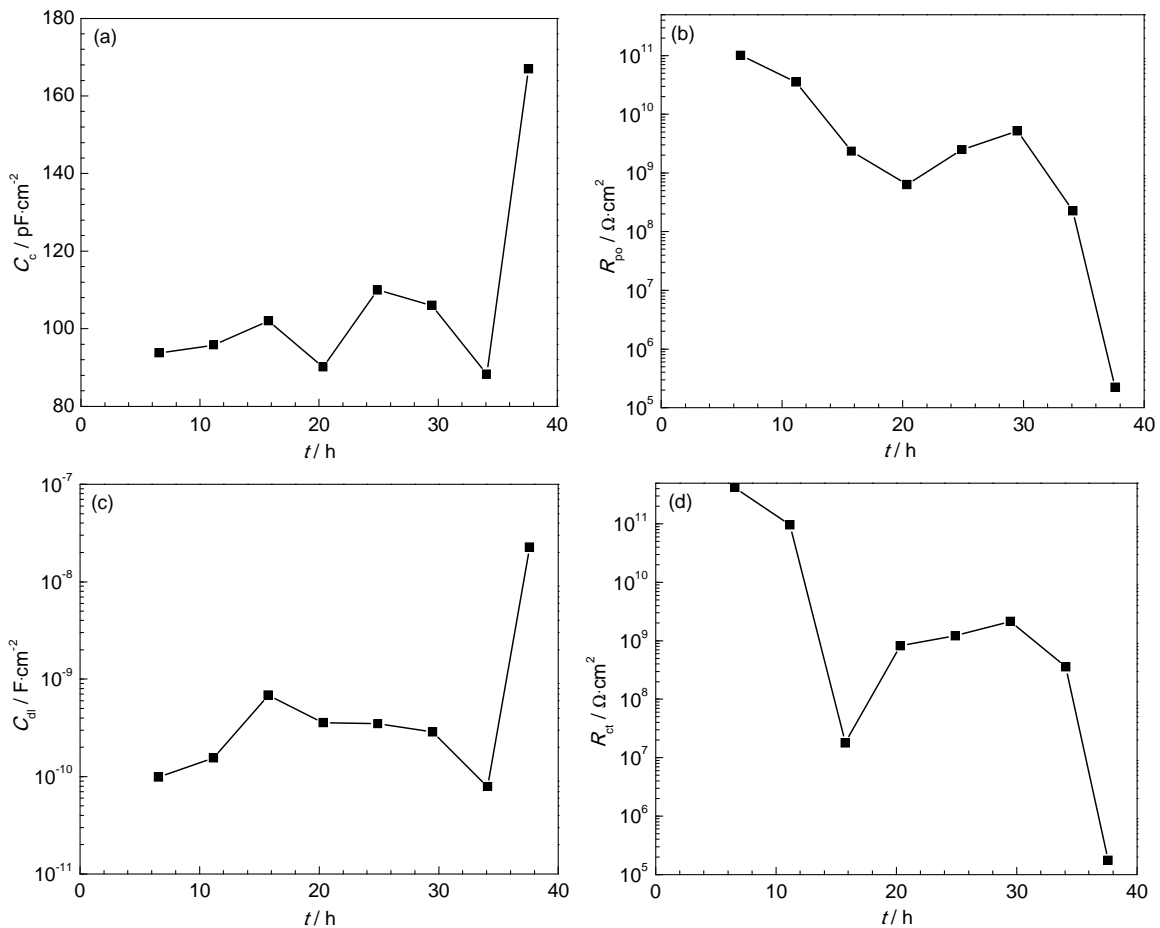 (a)
180
160
140
120
100
80
C_c / pF·cm^-2
0 10 20 30 40
t / h
(b)
10^11
10^10
10^9
10^8
10^7
10^6
10^5
R_po / Ω·cm^2
0 10 20 30 40
t / h
(c)
10^-7
10^-8
10^-9
10^-10
10^-11
C_dl / F·cm^-2
0 10 20 30 40
t / h
(d)
10^11
10^10
10^9
10^8
10^7
10^6
10^5
R_ct / Ω·cm^2
0 10 20 30 40
t / h